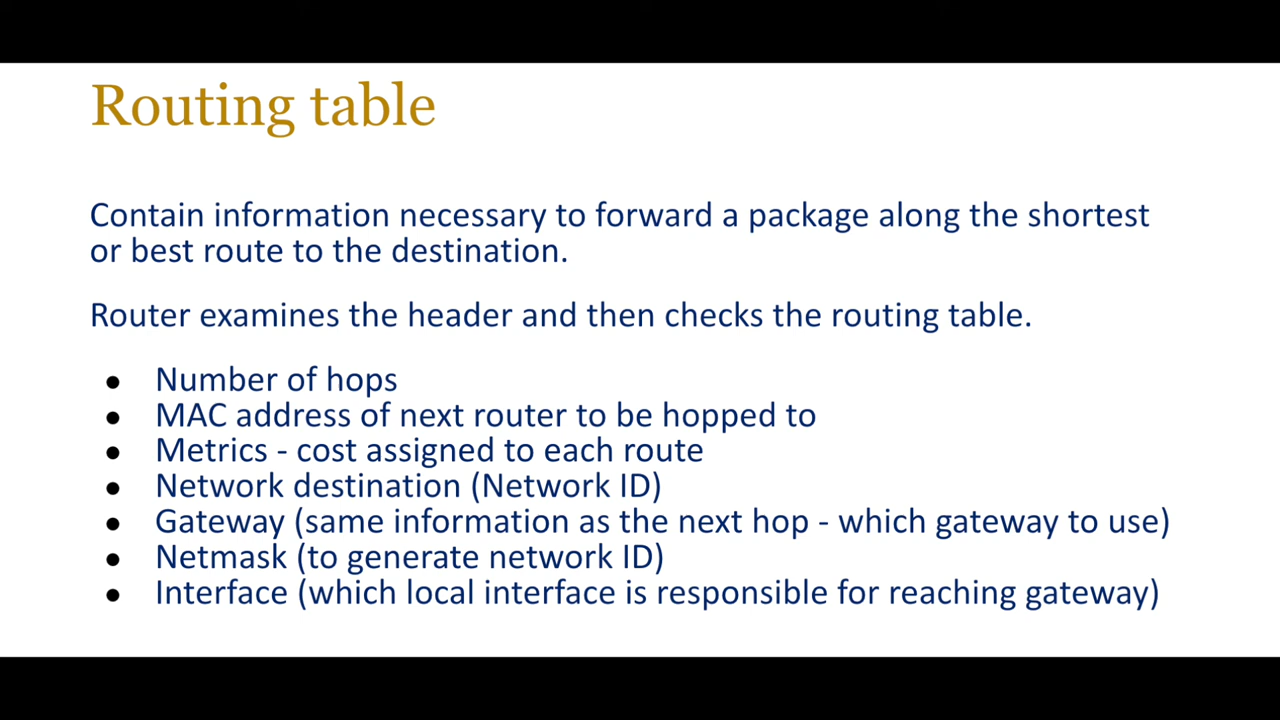 Routing table
Contain information necessary to forward a package along the shortest
or best route to the destination.
Router examines the header and then checks the routing table.
● Number of hops
● MAC address of next router to be hopped to
● Metrics - cost assigned to each route
● Network destination (Network ID)
● Gateway (same information as the next hop - which gateway to use)
● Netmask (to generate network ID)
● Interface (which local interface is responsible for reaching gateway)